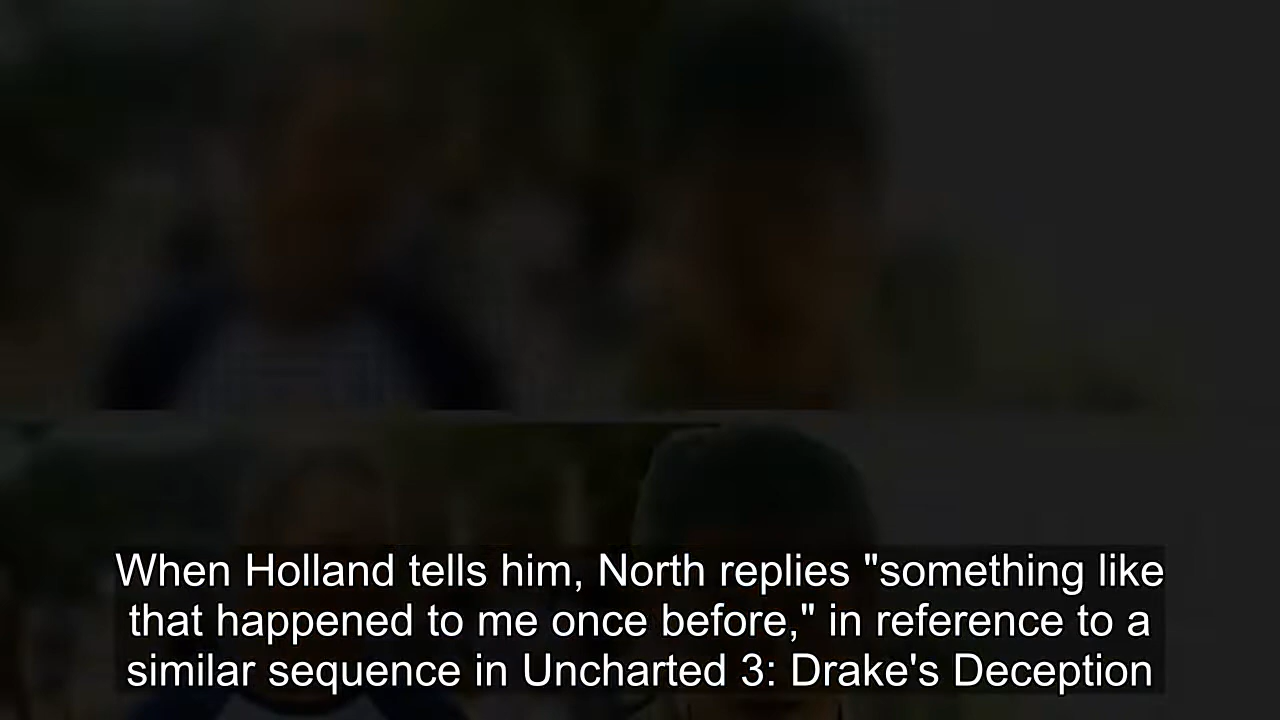 When Holland tells him, North replies "something like
that happened to me once before," in reference to a
similar sequence in Uncharted 3: Drake's Deception